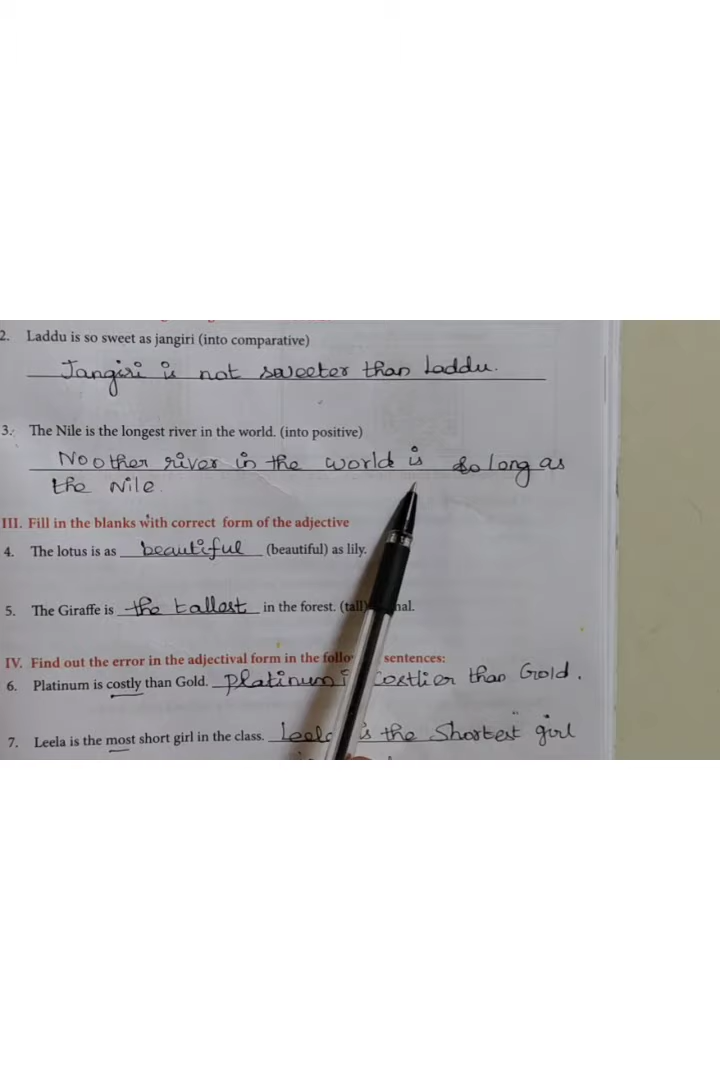 2. Laddu is so sweet as jangiri (into comparative)
Jangiri is not sweeter than Laddu.
3. The Nile is the longest river in the world. (into positive)
No other river in the world is so long as
the Nile.
III. Fill in the blanks with correct form of the adjective
4. The lotus is as beautiful (beautiful) as lily.
5. The Giraffe is the tallest in the forest. (tall) nal.
IV. Find out the error in the adjectival form in the follo sentences:
6. Platinum is costly than Gold. Platinum i Costlier than Gold.
7. Leela is the most short girl in the class. Leela is the Shortest girl